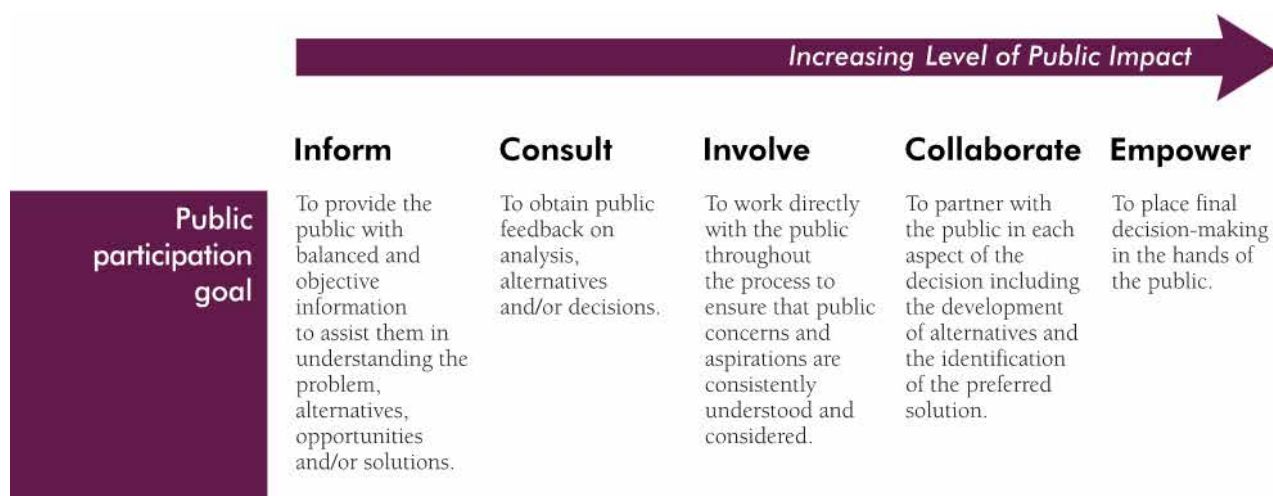 Increasing Level of Public Impact
Inform
Consult
Involve
Collaborate
Empower
Public
participation
goal
To provide the
public with
balanced and
objective
information
to assist them in
understanding the
problem,
alternatives,
opportunities
and/or solutions.
To obtain public
feedback on
analysis,
alternatives
and/or decisions.
To work directly
with the public
throughout
the process to
ensure that public
concerns and
aspirations are
consistently
understood and
considered.
To partner with
the public in each
aspect of the
decision including
the development
of alternatives and
the identification
of the preferred
solution.
To place final
decision-making
in the hands of
the public.